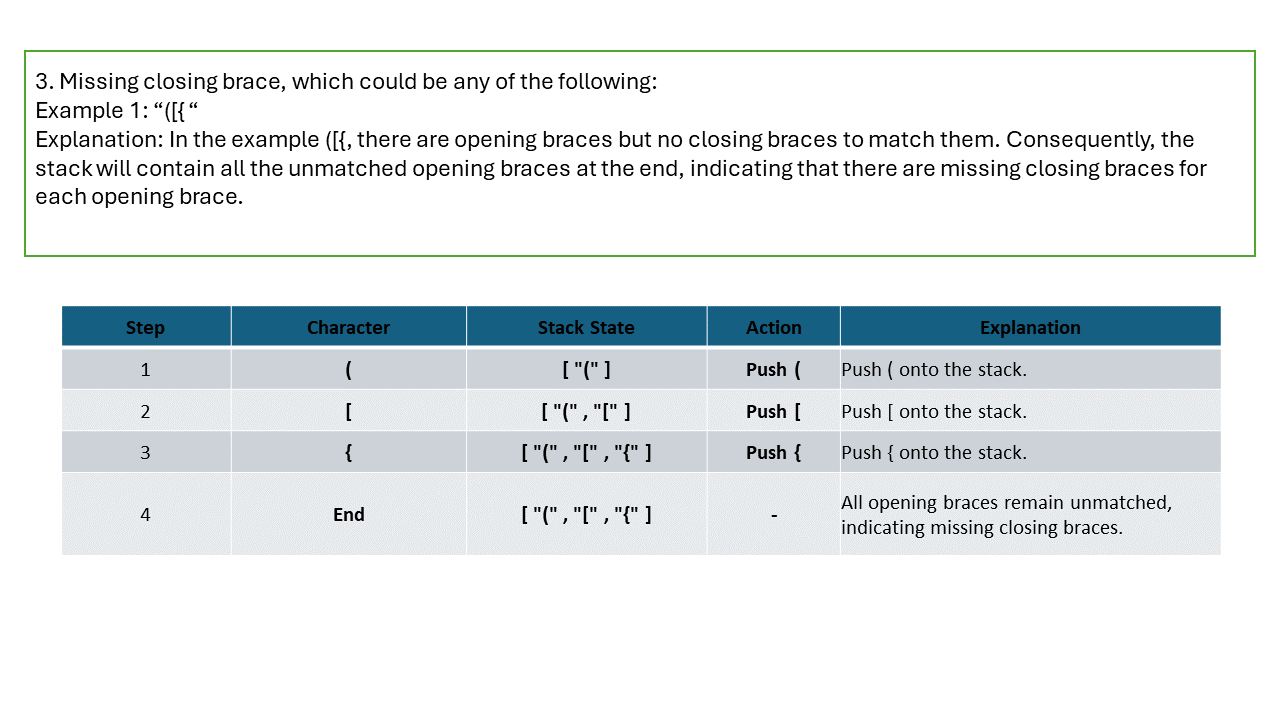 3. Missing closing brace, which could be any of the following:
Example 1: “([{ “
Explanation: In the example ([{, there are opening braces but no closing braces to match them. Consequently, the
stack will contain all the unmatched opening braces at the end, indicating that there are missing closing braces for
each opening brace.
Step Character Stack State Action Explanation
1 ( [ "(" ] Push ( Push ( onto the stack.
2 [ [ "(" , "[" ] Push [ Push [ onto the stack.
3 { [ "(" , "[" , "{" ] Push { Push { onto the stack.
4 End [ "(" , "[" , "{" ] - All opening braces remain unmatched,
indicating missing closing braces.